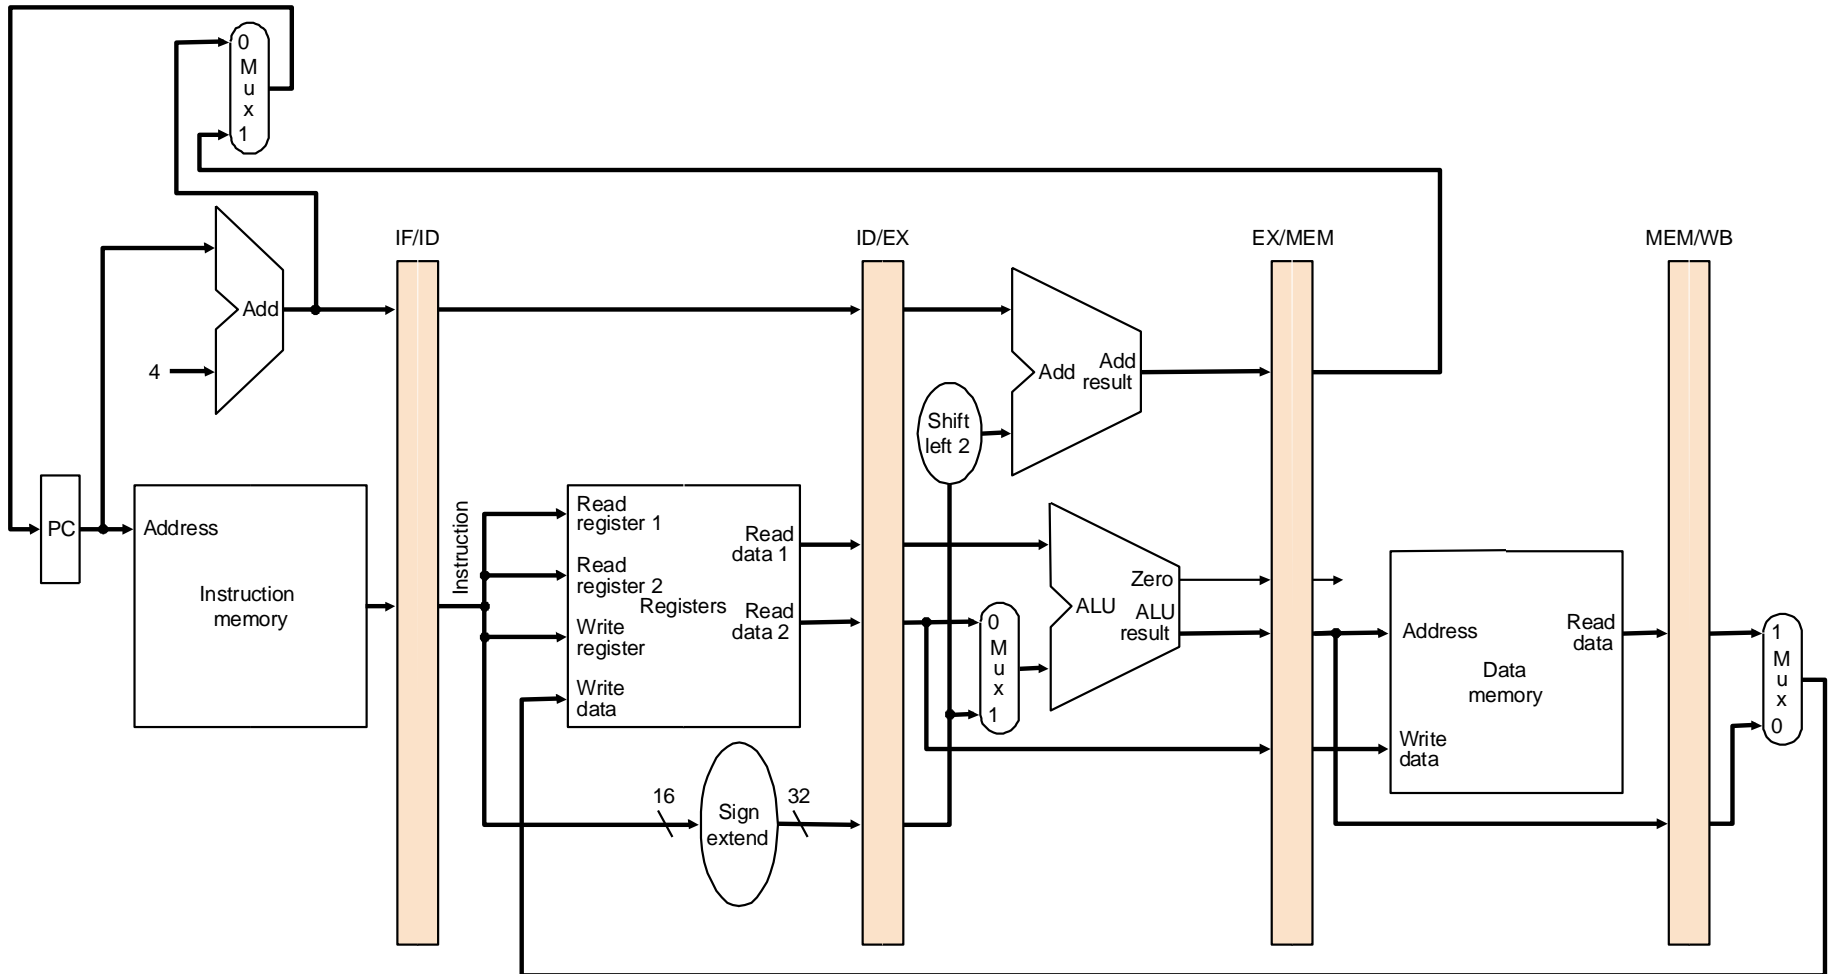 0
M
u
x
1
IF/ID
ID/EX
EX/MEM
MEM/WB
Add
4
Add
Add
result
Shift
left 2
PC
Address
Instruction
memory
Instruction
Read
register 1
Read
register 2
Write
register
Write
data
Registers
Read
data 1
Read
data 2
16
Sign
extend
32
0
M
u
x
1
Zero
ALU
ALU
result
Address
Read
data
Data
memory
Write
data
1
M
u
x
0